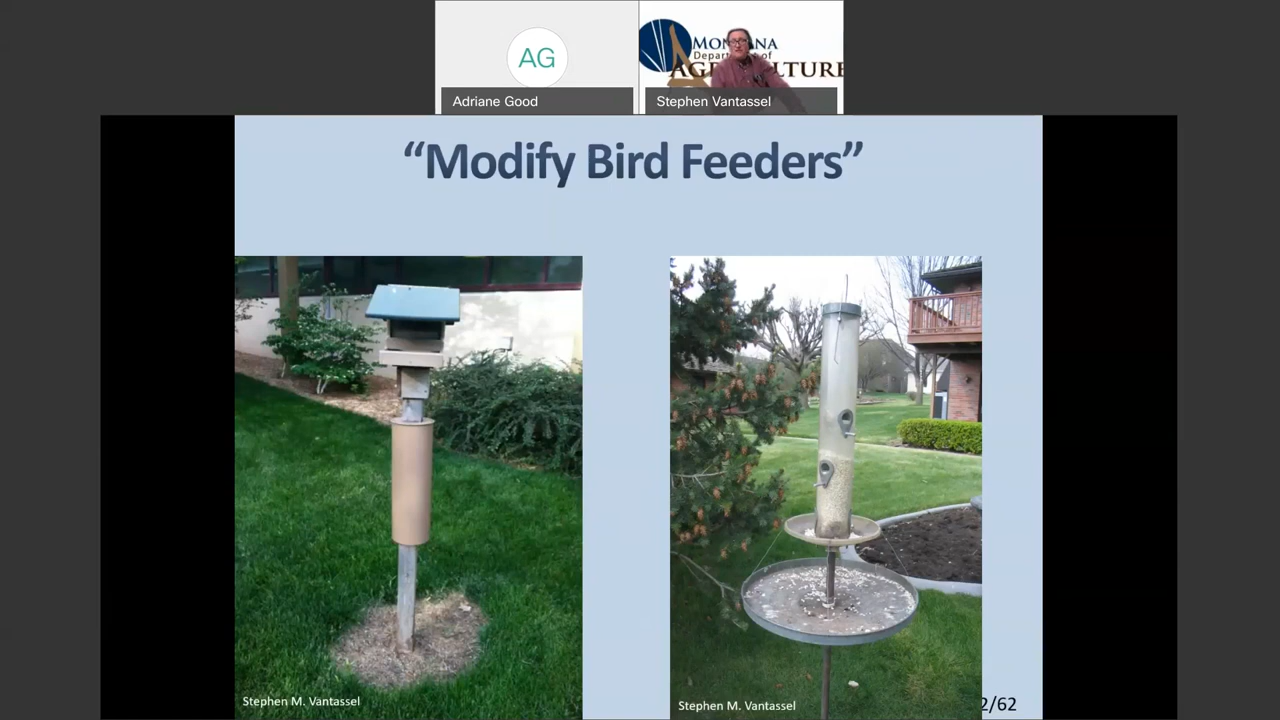 AG
Adriane Good
MONTANA
Department of
AGRICULTURE
Stephen Vantassel
“Modify Bird Feeders”
Stephen M. Vantassel
Stephen M. Vantassel
2/62